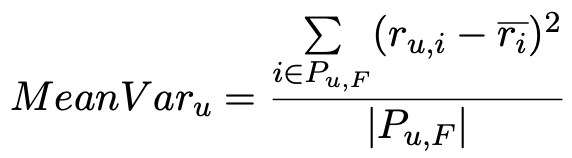 $MeanVar_u = \frac{\sum_{i \in P_{u,F}} (r_{u,i} - \overline{r_i})^2}{|P_{u,F}|}$